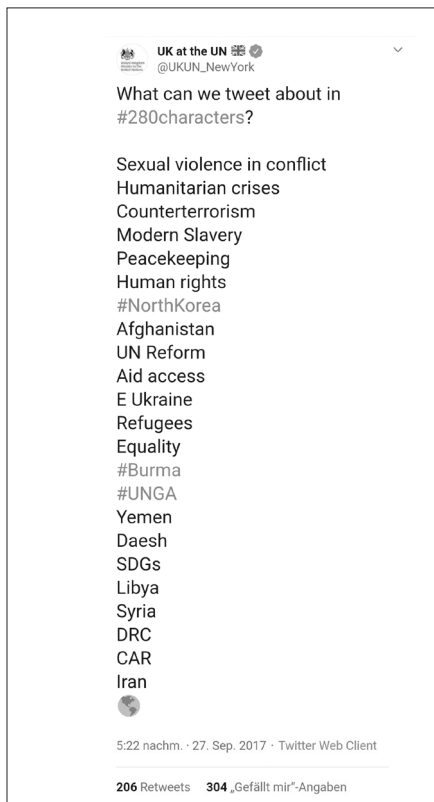 UK at the UN
@UKUN_NewYork
What can we tweet about in
#280characters?
Sexual violence in conflict
Humanitarian crises
Counterterrorism
Modern Slavery
Peacekeeping
Human rights
#NorthKorea
Afghanistan
UN Reform
Aid access
E Ukraine
Refugees
Equality
#Burma
#UNGA
Yemen
Daesh
SDGs
Libya
Syria
DRC
CAR
Iran
5:22 nachm. · 27. Sep. 2017 · Twitter Web Client
206 Retweets 304 „Gefällt mir“-Angaben